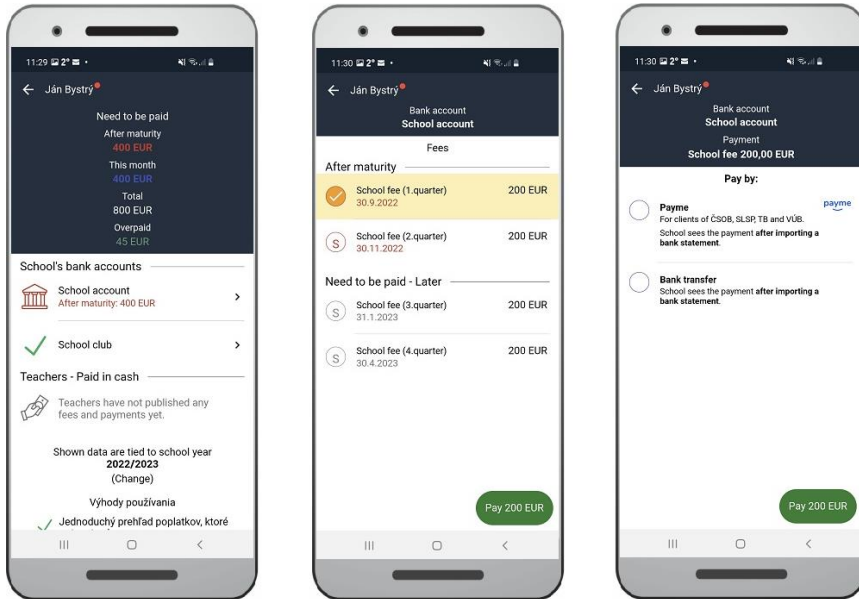 11:29 2°
Ján Bystrý
Need to be paid
After maturity
400 EUR
This month
400 EUR
Total
800 EUR
Overpaid
45 EUR
School's bank accounts
School account
After maturity: 400 EUR
School club
Teachers - Paid in cash
Teachers have not published any
fees and payments yet.
Shown data are tied to school year
2022/2023
(Change)
Výhody používania
Jednoduchý prehľad poplatkov, ktoré
11:30 2°
Ján Bystrý
Bank account
School account
Fees
After maturity
School fee (1.quarter) 200 EUR
30.9.2022
S School fee (2.quarter) 200 EUR
30.11.2022
Need to be paid - Later
S School fee (3.quarter) 200 EUR
31.1.2023
S School fee (4.quarter) 200 EUR
30.4.2023
Pay 200 EUR
11:30 2°
Ján Bystrý
Bank account
School account
Payment
School fee 200,00 EUR
Pay by:
Payme payme
For clients of ČSOB, SLSP, TB and VÚB.
School sees the payment after importing a
bank statement.
Bank transfer
School sees the payment after importing a
bank statement.
Pay 200 EUR